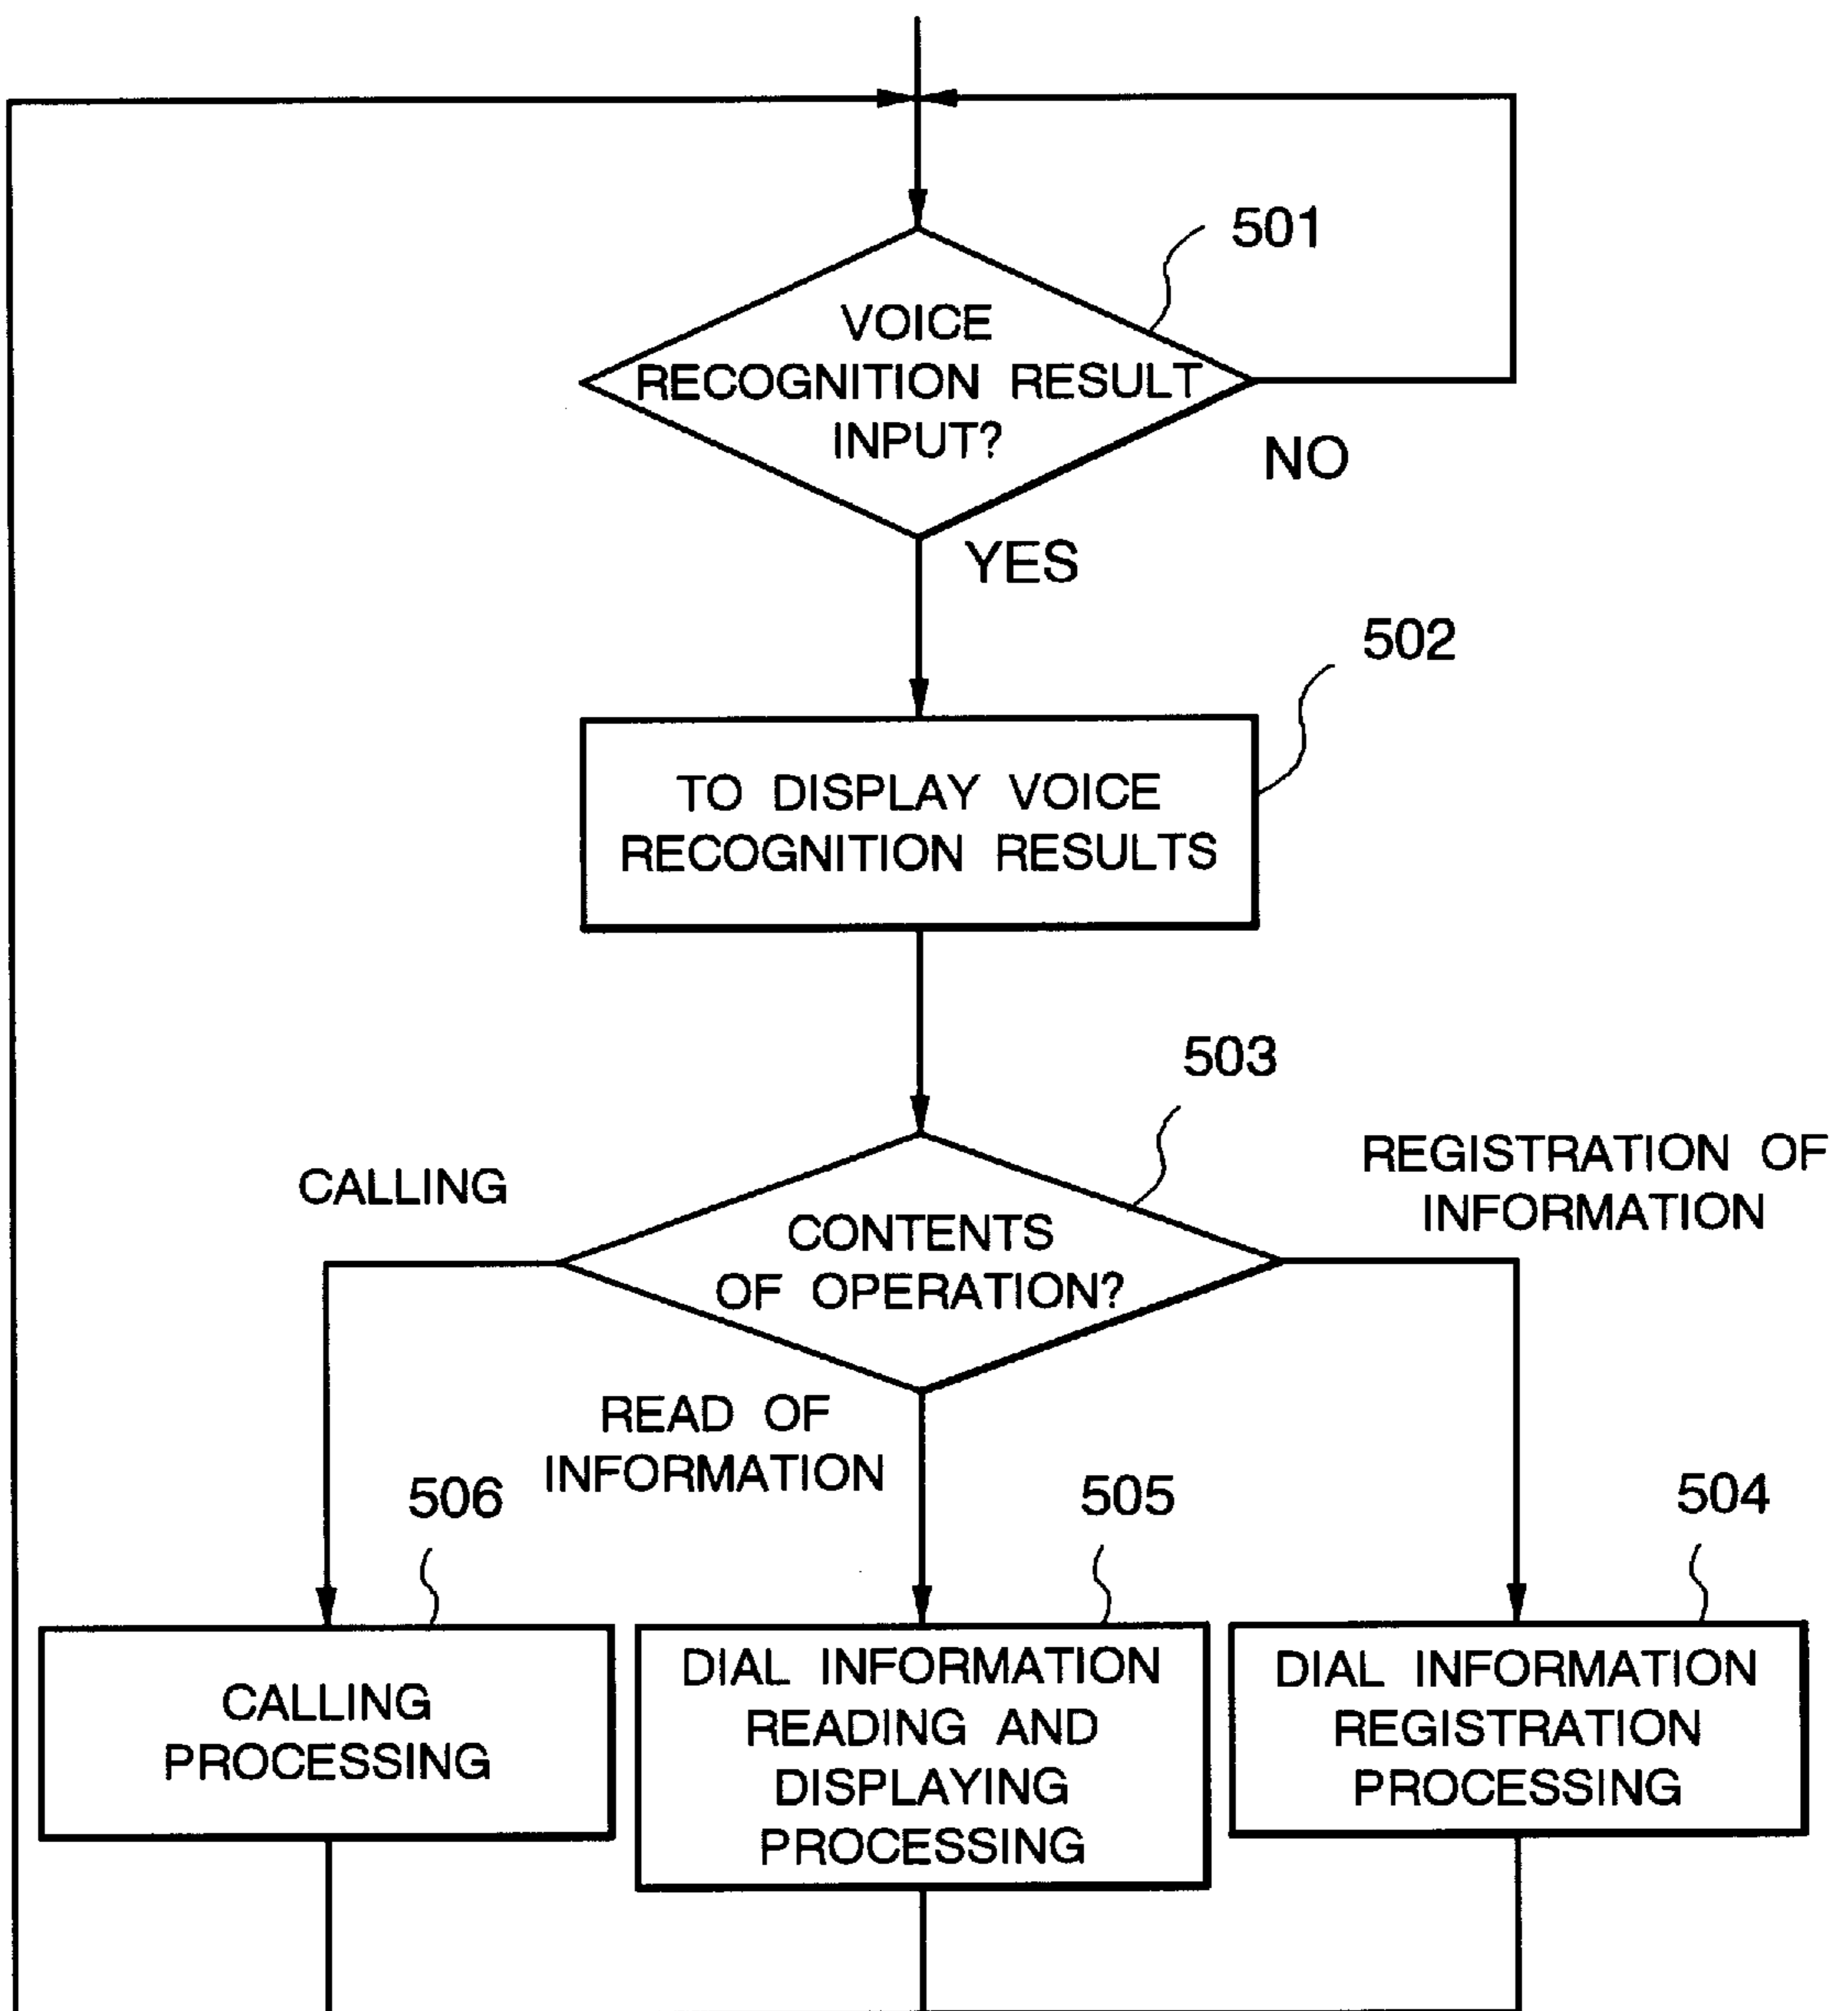 501
VOICE
RECOGNITION RESULT
INPUT?
NO
YES
502
TO DISPLAY VOICE
RECOGNITION RESULTS
503
CALLING
REGISTRATION OF
INFORMATION
CONTENTS
OF OPERATION?
READ OF
INFORMATION
506
505
504
CALLING
PROCESSING
DIAL INFORMATION
READING AND
DISPLAYING
PROCESSING
DIAL INFORMATION
REGISTRATION
PROCESSING